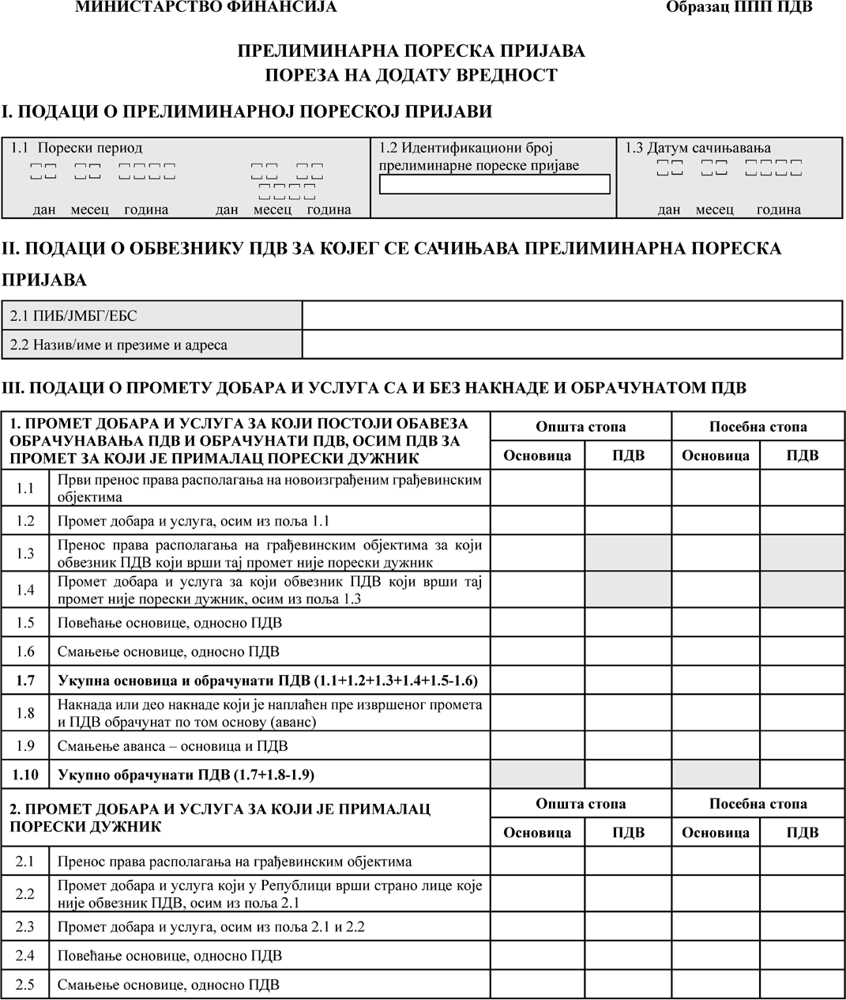 МИНИСТАРСТВО ФИНАНСИЈА Образац ППП ПДВ
ПРЕЛИМИНАРНА ПОРЕСКА ПРИЈАВА
ПОРЕЗА НА ДОДАТУ ВРЕДНОСТ
I. ПОДАЦИ О ПРЕЛИМИНАРНОЈ ПОРЕСКОЈ ПРИЈАВИ
1.1 Порески период
дан месец година дан месец година
1.2 Идентификациони број
прелиминарне пореске пријаве
1.3 Датум сачињавања
дан месец година
II. ПОДАЦИ О ОБВЕЗНИКУ ПДВ ЗА КОЈЕГ СЕ САЧИЊАВА ПРЕЛИМИНАРНА ПОРЕСКА
ПРИЈАВА
2.1 ПИБ/ЈМБГ/ЕБС
2.2 Назив/име и презиме и адреса
III. ПОДАЦИ О ПРОМЕТУ ДОБАРА И УСЛУГА СА И БЕЗ НАКНАДЕ И ОБРАЧУНАТОМ ПДВ
1. ПРОМЕТ ДОБАРА И УСЛУГА ЗА КОЈИ ПОСТОЈИ ОБАВЕЗА
ОБРАЧУНАВАЊА ПДВ И ОБРАЧУНАТИ ПДВ, ОСИМ ПДВ ЗА
ПРОМЕТ ЗА КОЈИ ЈЕ ПРИМАЛАЦ ПОРЕСКИ ДУЖНИК
Општа стопа Посебна стопа
Основица ПДВ Основица ПДВ
1.1 Први пренос права располагања на новоизграђеним грађевинским
објектима
1.2 Промет добара и услуга, осим из поља 1.1
1.3 Пренос права располагања на грађевинским објектима за који
обвезник ПДВ који врши тај промет није порески дужник
1.4 Промет добара и услуга за који обвезник ПДВ који врши тај
промет није порески дужник, осим из поља 1.3
1.5 Повећање основице, односно ПДВ
1.6 Смањење основице, односно ПДВ
1.7 Укупна основица и обрачунати ПДВ (1.1+1.2+1.3+1.4+1.5-1.6)
1.8 Накнада или део накнаде који је наплаћен пре извршеног промета
и ПДВ обрачунат по том основу (аванс)
1.9 Смањење аванса – основица и ПДВ
1.10 Укупно обрачунати ПДВ (1.7+1.8-1.9)
2. ПРОМЕТ ДОБАРА И УСЛУГА ЗА КОЈИ ЈЕ ПРИМАЛАЦ
ПОРЕСКИ ДУЖНИК
Општа стопа Посебна стопа
Основица ПДВ Основица ПДВ
2.1 Пренос права располагања на грађевинским објектима
2.2 Промет добара и услуга који у Републици врши страно лице које
није обвезник ПДВ, осим из поља 2.1
2.3 Промет добара и услуга, осим из поља 2.1 и 2.2
2.4 Повећање основице, односно ПДВ
2.5 Смањење основице, односно ПДВ